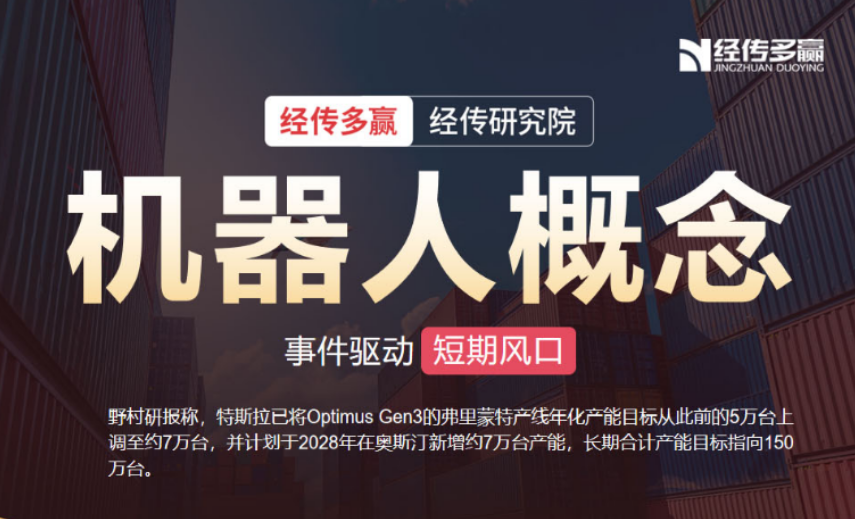 经传多赢
JINGZHUAN DUOYING
经传多赢 经传研究院
机器人概念
事件驱动 短期风口
野村研报称，特斯拉已将Optimus Gen3的弗里蒙特产线年化产能目标从此前的5万台上
调至约7万台，并计划于2028年在奥斯汀新增约7万台产能，长期合计产能目标指向150
万台。